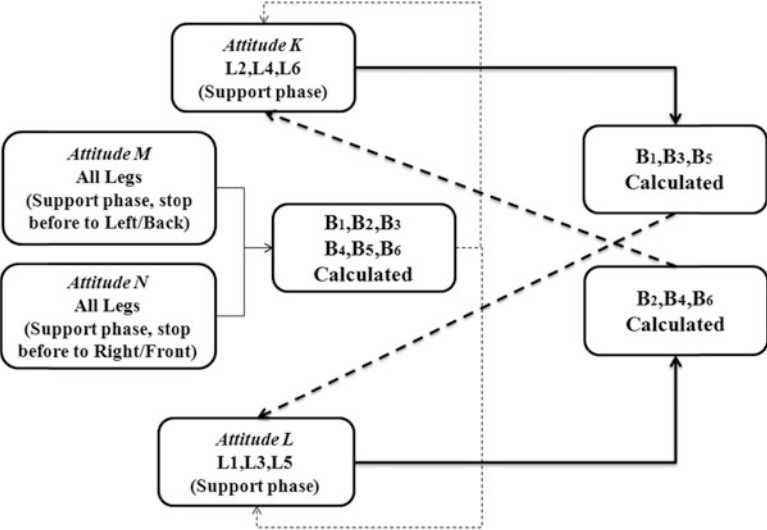 Attitude K
L2,L4,L6
(Support phase)
Attitude M
All Legs
(Support phase, stop
before to Left/Back)
B1,B3,B5
Calculated
B1,B2,B3
B4,B5,B6
Calculated
Attitude N
All Legs
(Support phase, stop
before to Right/Front)
B2,B4,B6
Calculated
Attitude L
L1,L3,L5
(Support phase)